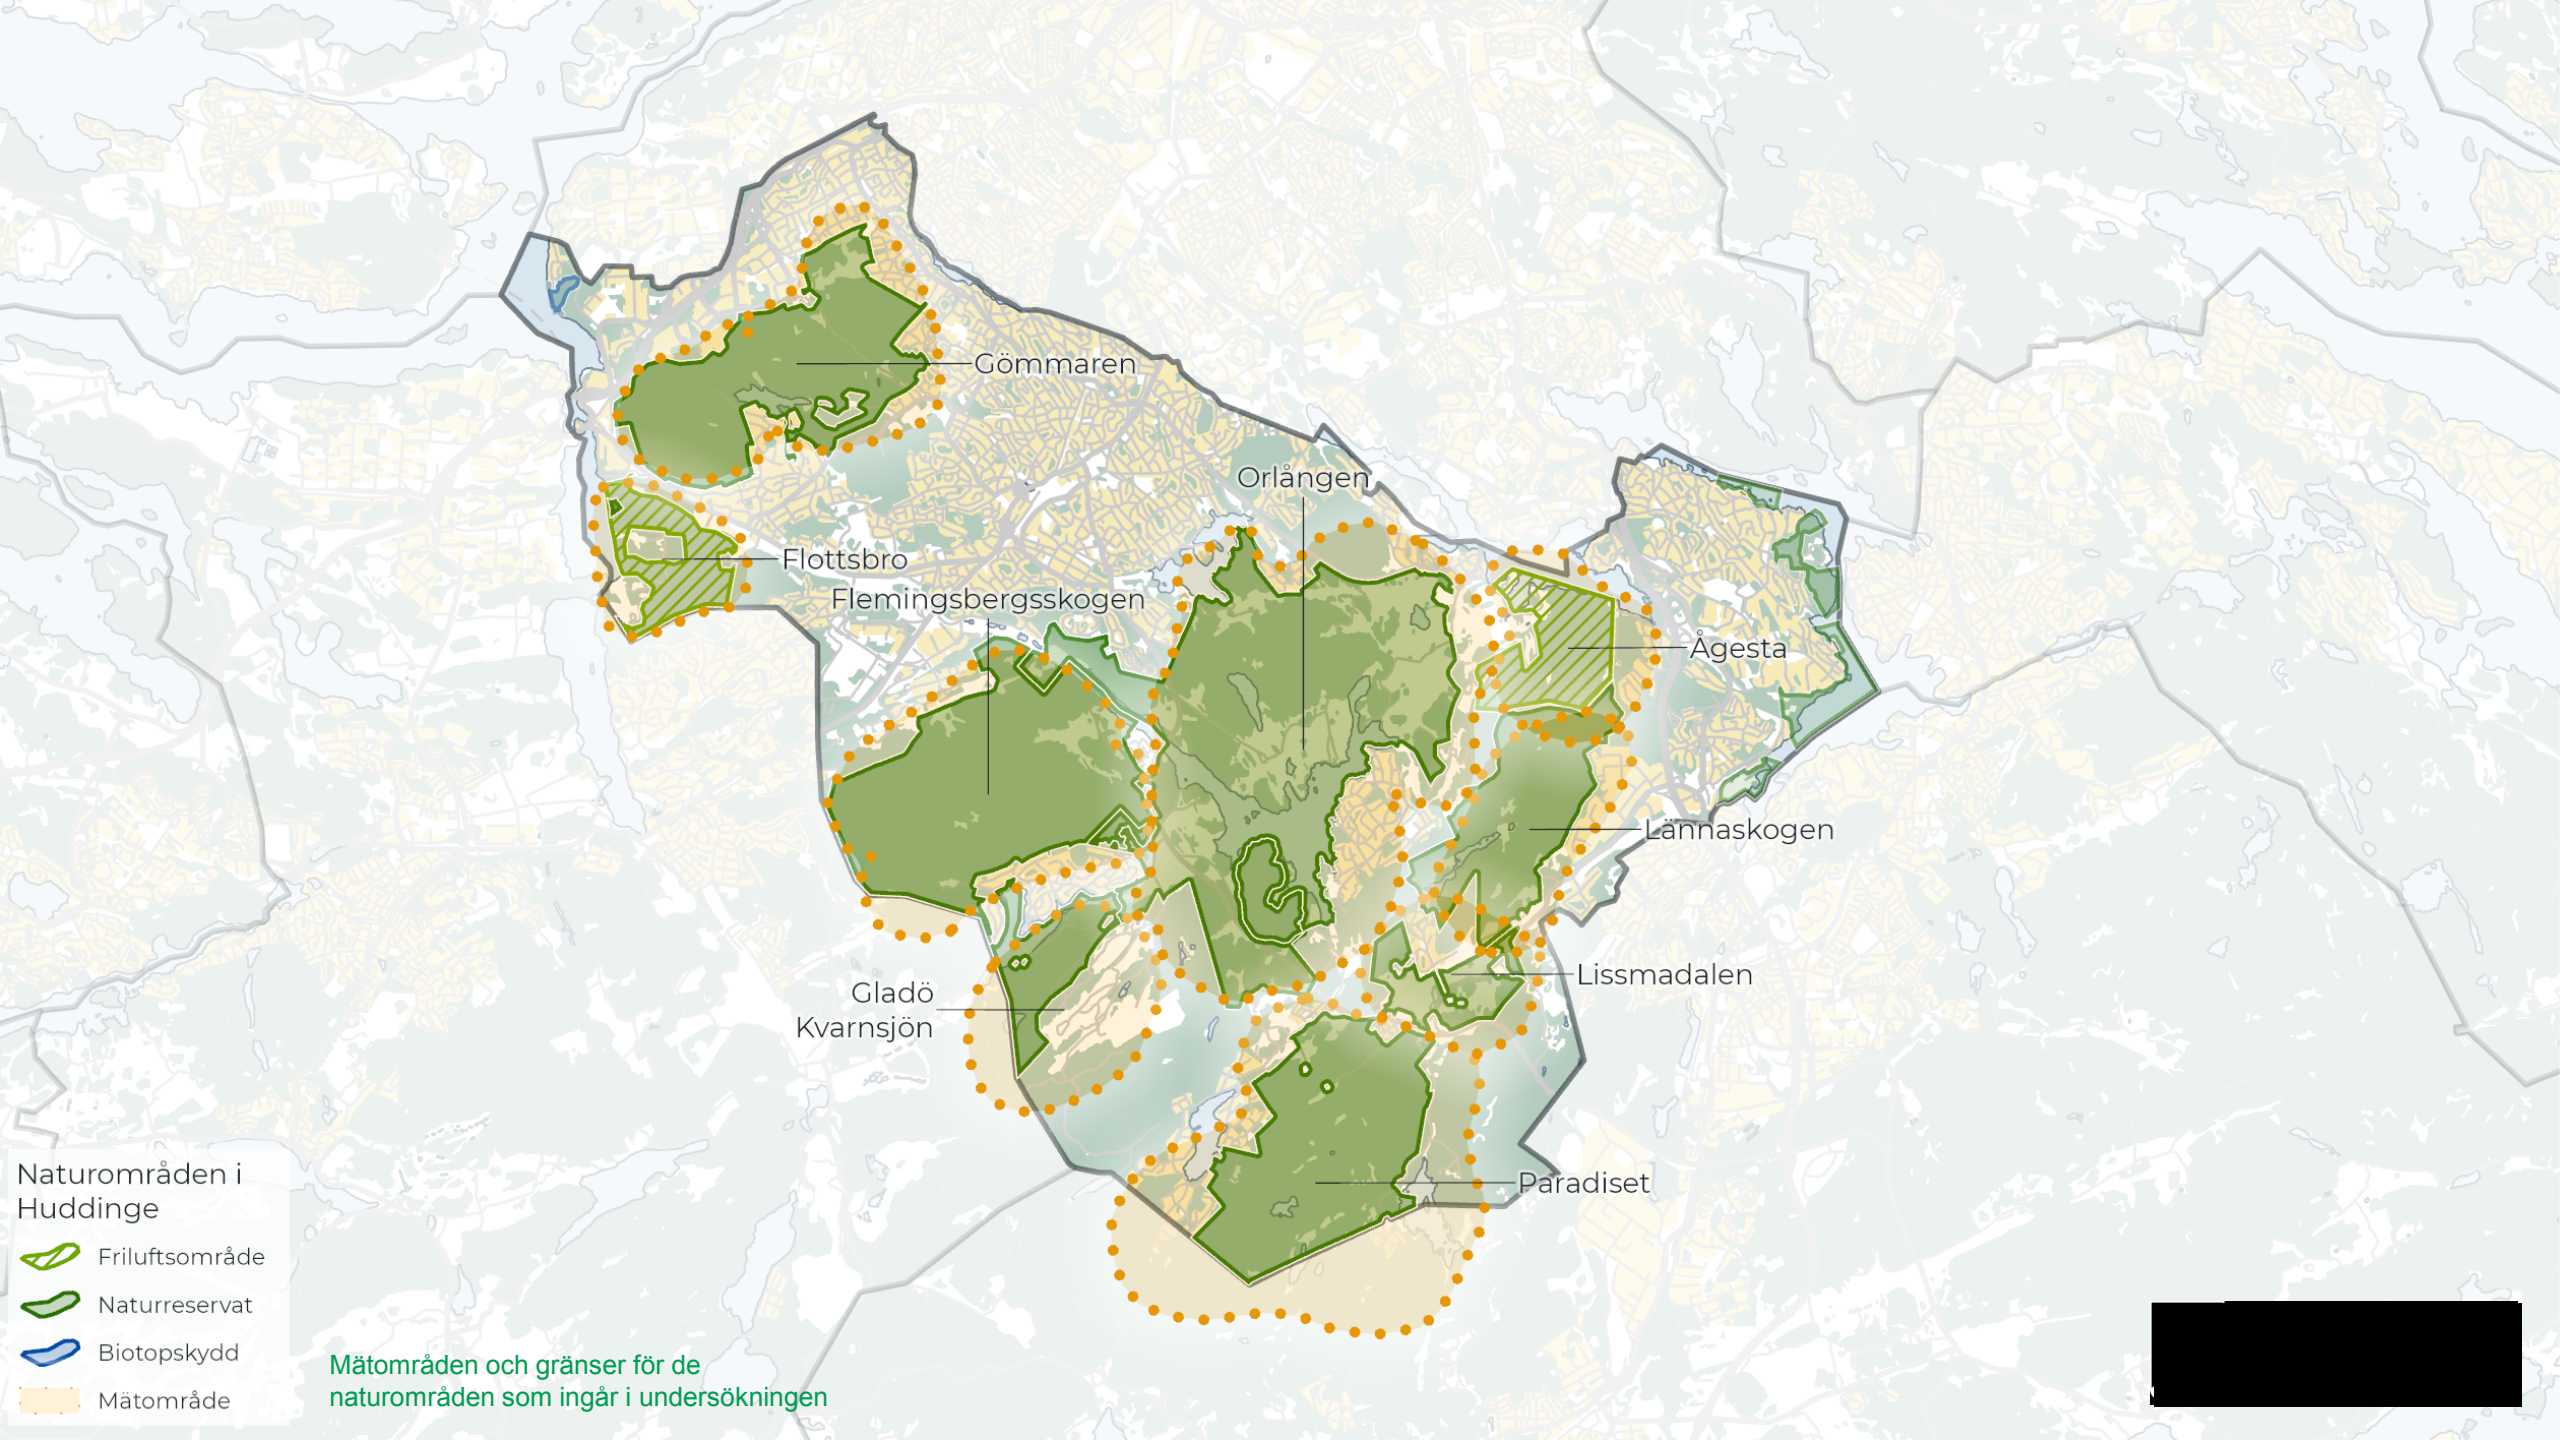 Gömmaren
Orlången
Flottsbro
Flemingsbergsskogen
Ågesta
Lännaskogen
Lissmadalen
Gladö
Kvarnsjön
Paradiset
Naturområden i
Huddinge
Friluftsområde
Naturreservat
Biotopskydd
Mätområde
Mätområden och gränser för de
naturområden som ingår i undersökningen